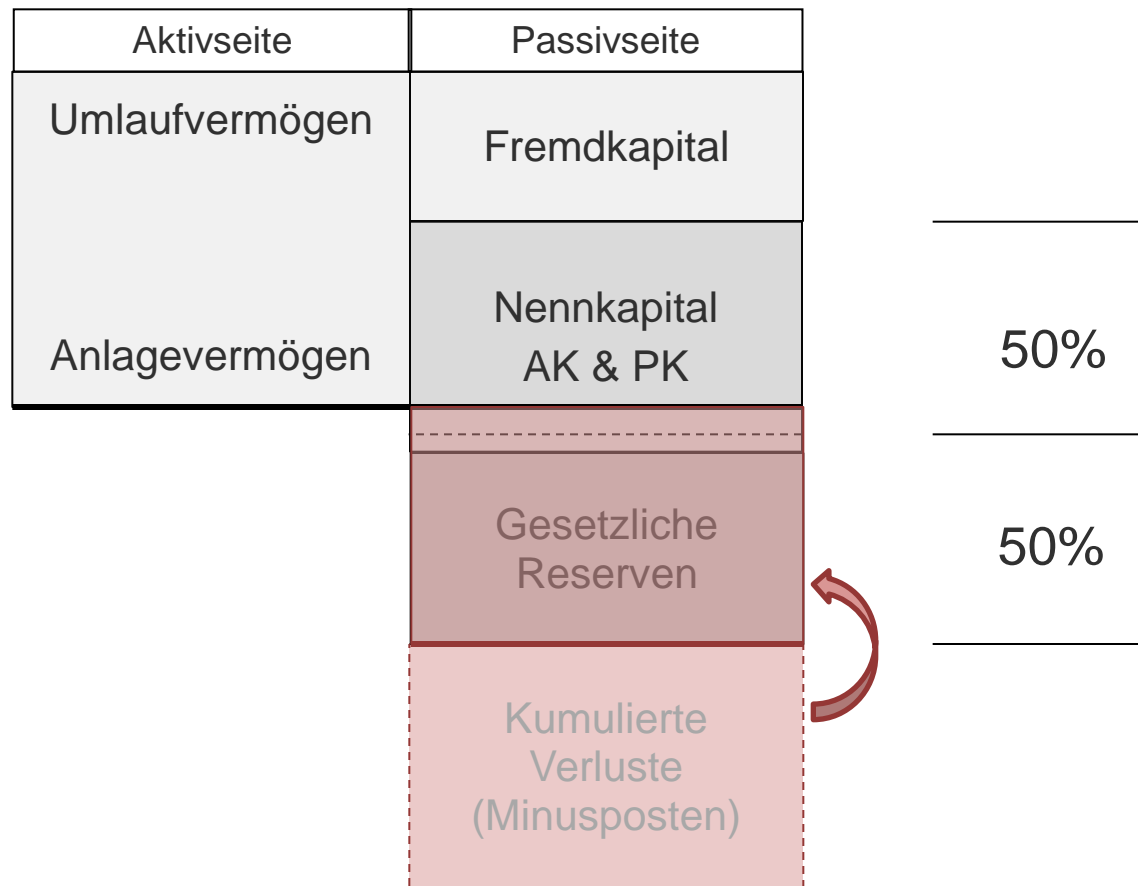 Aktivseite
Passivseite
Umlaufvermögen
Fremdkapital
Nennkapital
AK & PK
Anlagevermögen
50%
Gesetzliche
Reserven
50%
Kumulierte
Verluste
(Minusposten)